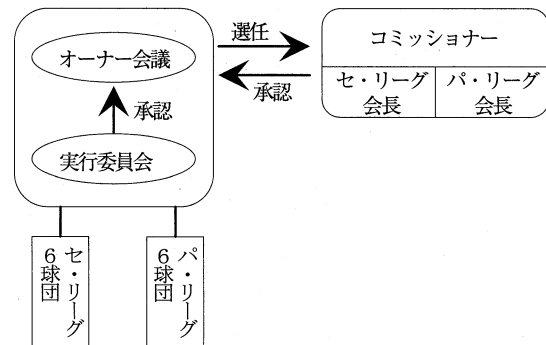 オーナー会議
承認
実行委員会
選任
承認
コミッショナー
セ・リーグ
会長
パ・リーグ
会長
セ・リーグ
6球団
パ・リーグ
6球団